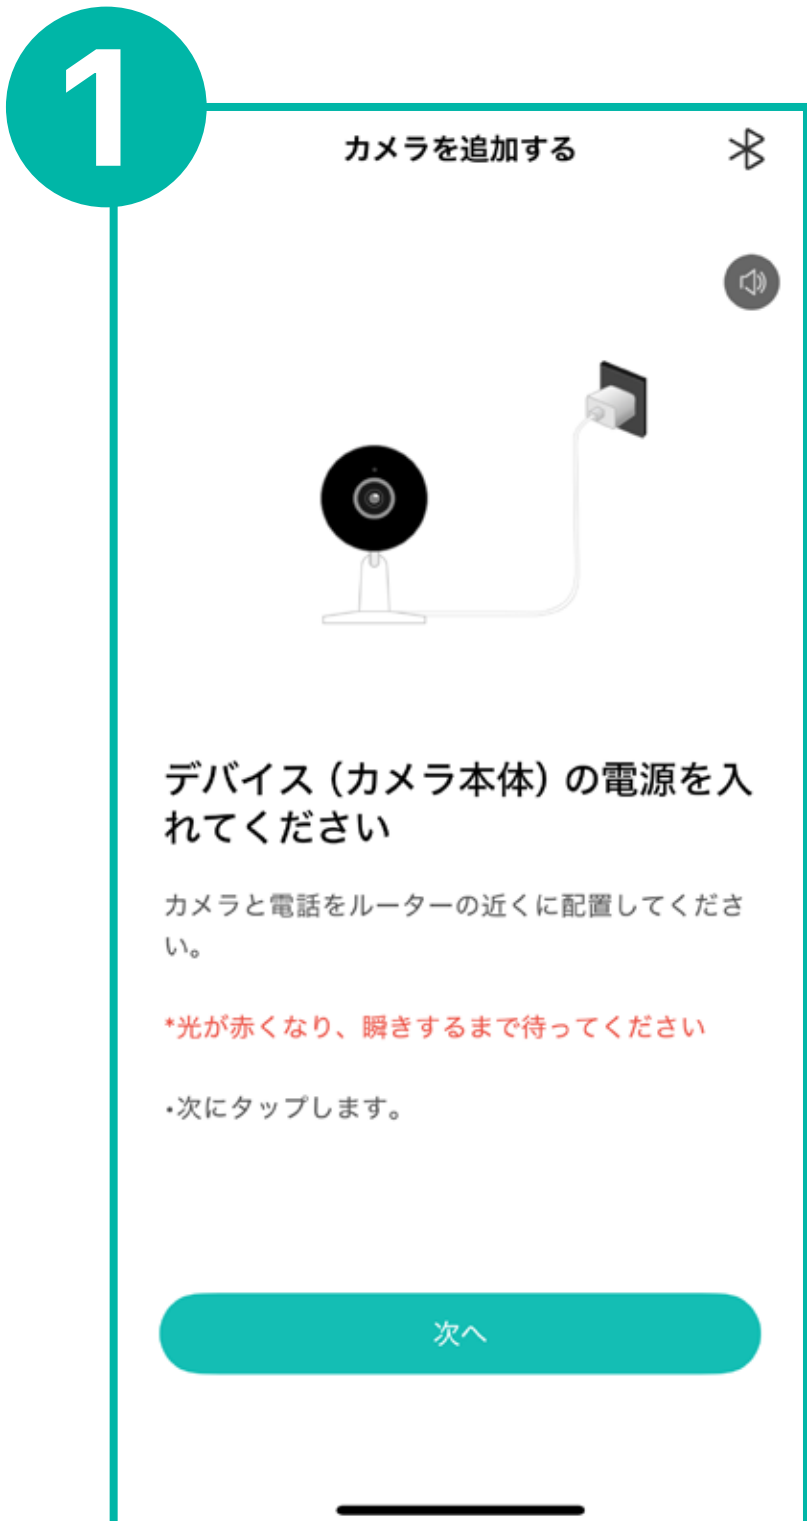 1
カメラを追加する
デバイス（カメラ本体）の電源を入
れてください
カメラと電話をルーターの近くに配置してくださ
い。
*光が赤くなり、瞬きするまで待ってください
•次にタップします。
次へ